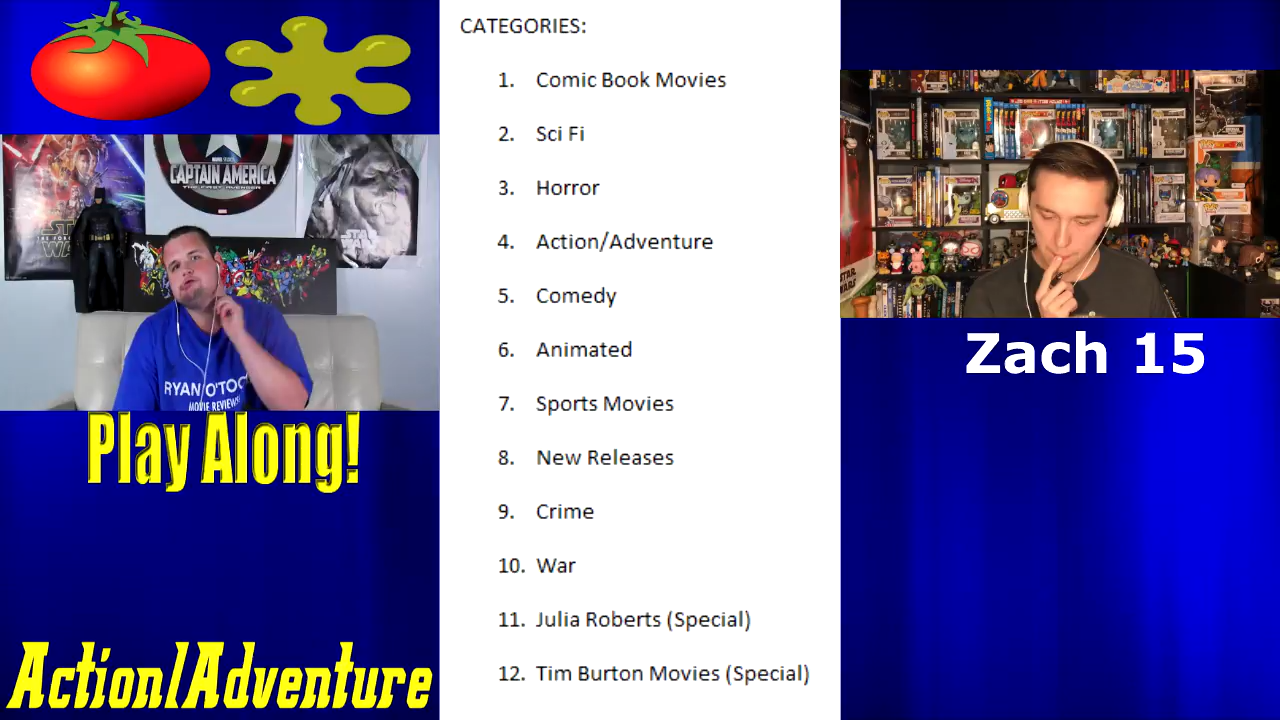 CATEGORIES:
1. Comic Book Movies
2. Sci Fi
3. Horror
4. Action/Adventure
5. Comedy
6. Animated
7. Sports Movies
8. New Releases
9. Crime
10. War
11. Julia Roberts (Special)
12. Tim Burton Movies (Special)
CAPTAIN AMERICA
THE FIRST AVENGER
STAR
WARS
RYAN O'TOO
MOVIE REVIEWS
Play Along!
Action/Adventure
STAR
WARS
Zach 15